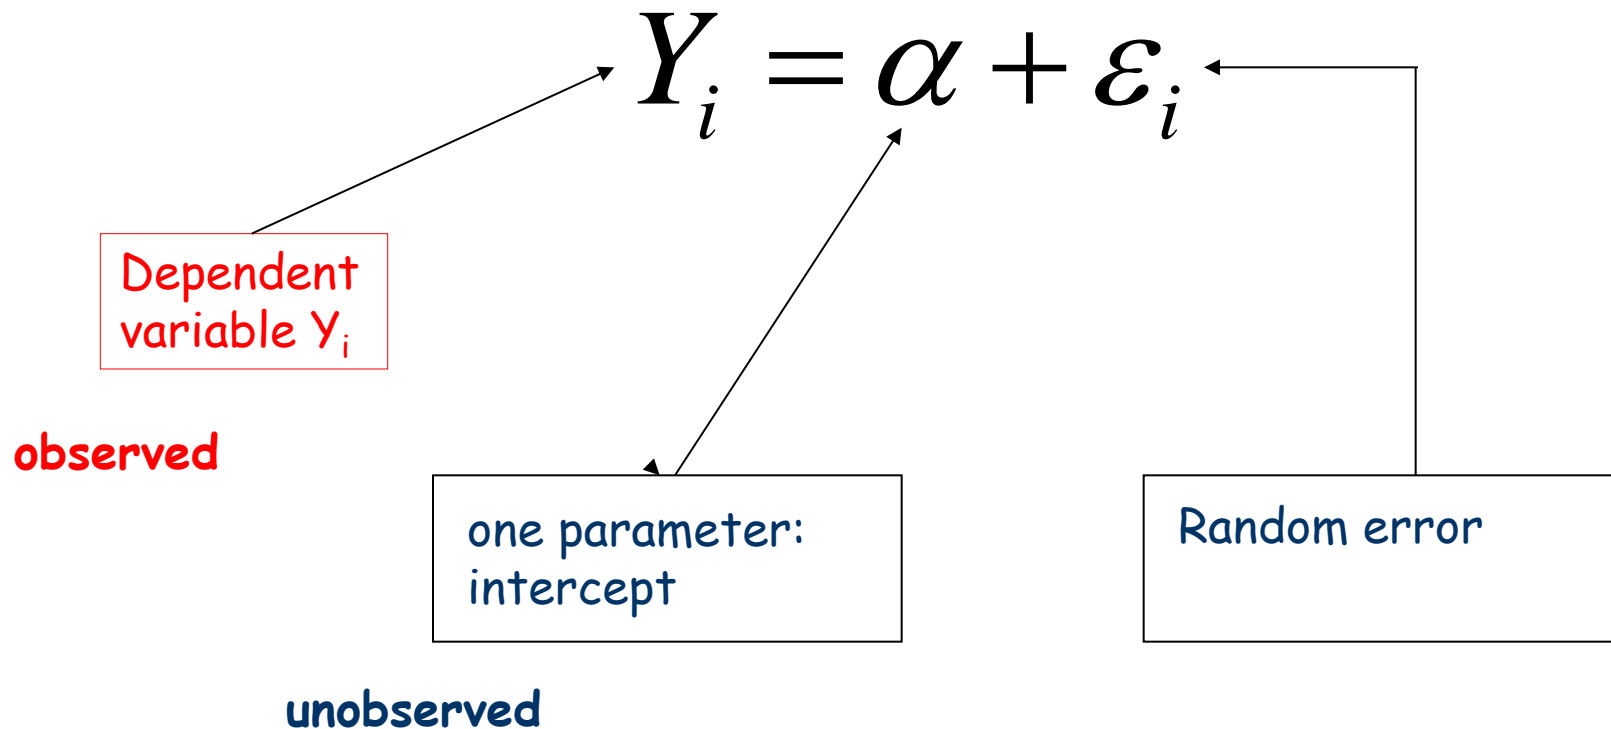 Yᵢ = α + εᵢ
Dependent
variable Yᵢ
observed
one parameter:
intercept
Random error
unobserved